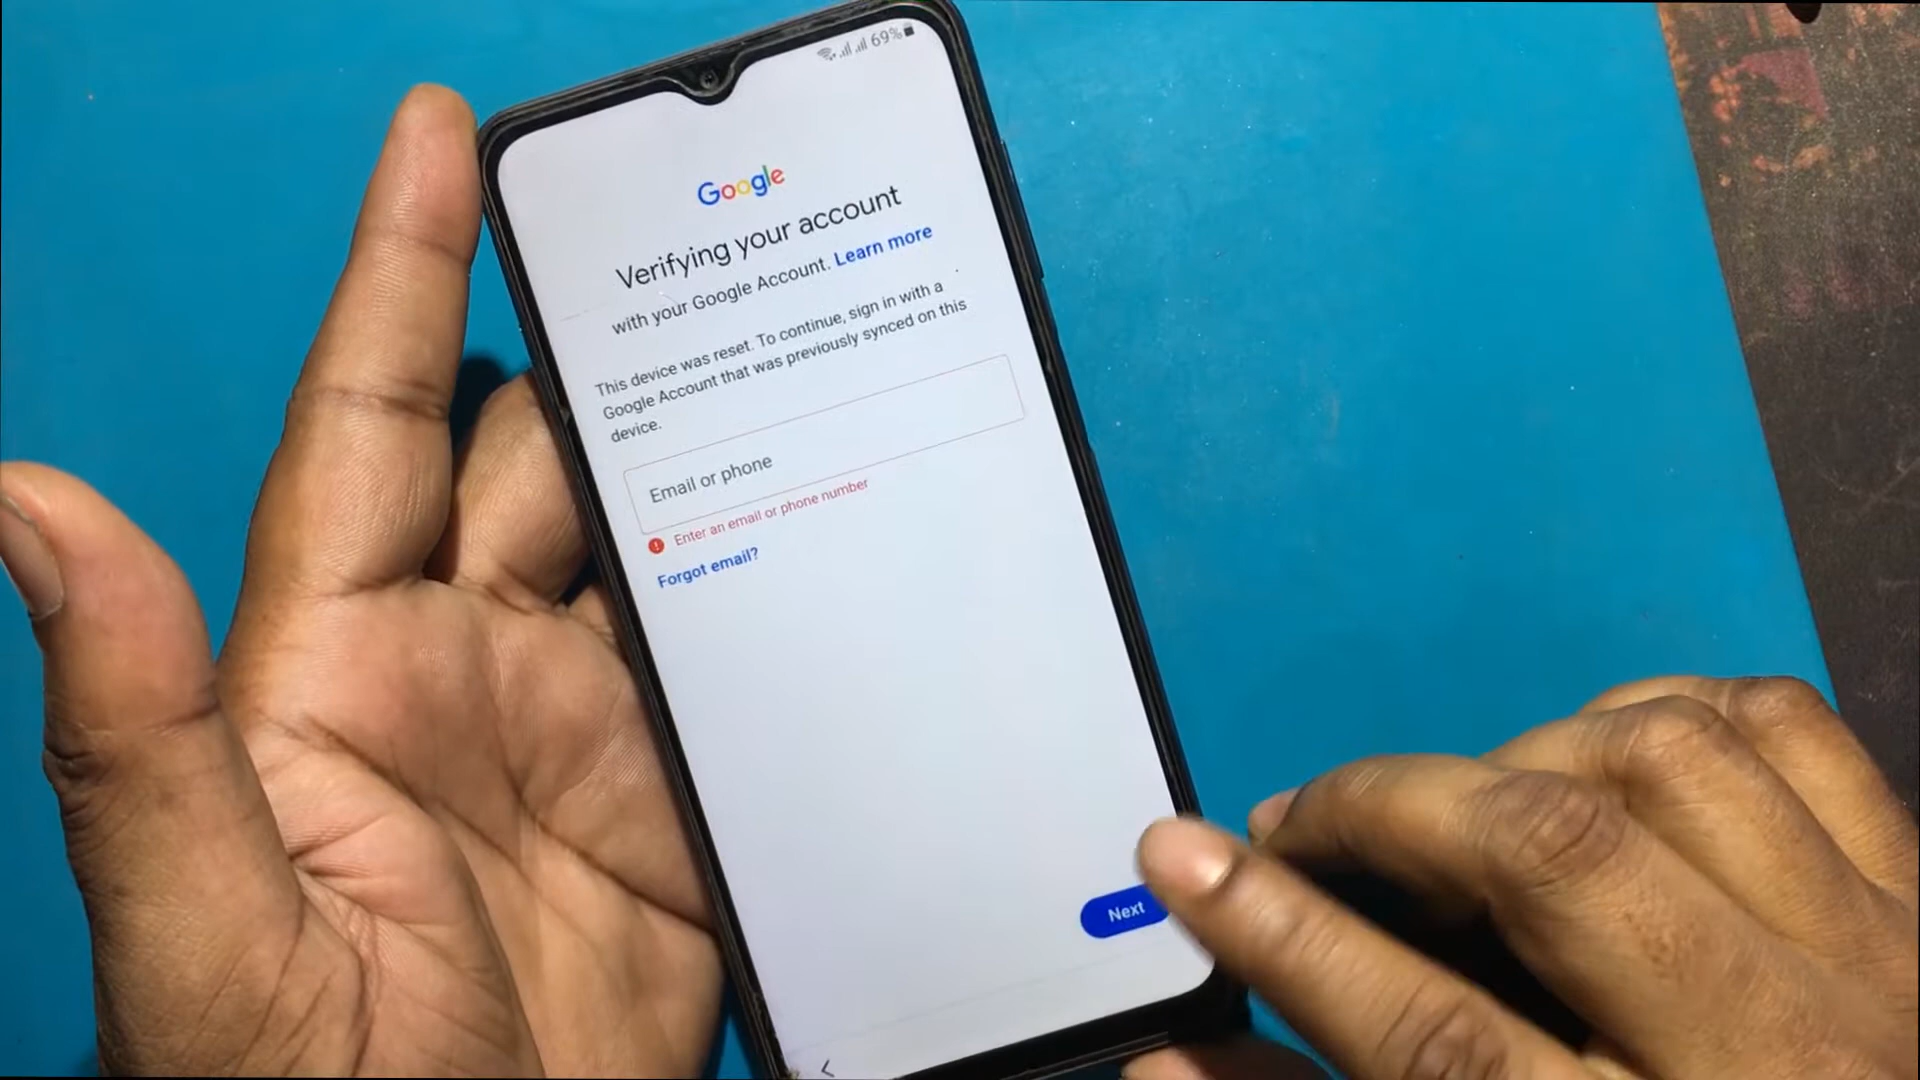 69%
Google
Verifying your account
with your Google Account. Learn more
This device was reset. To continue, sign in with a
Google Account that was previously synced on this
device.
Email or phone
Enter an email or phone number
Forgot email?
Next